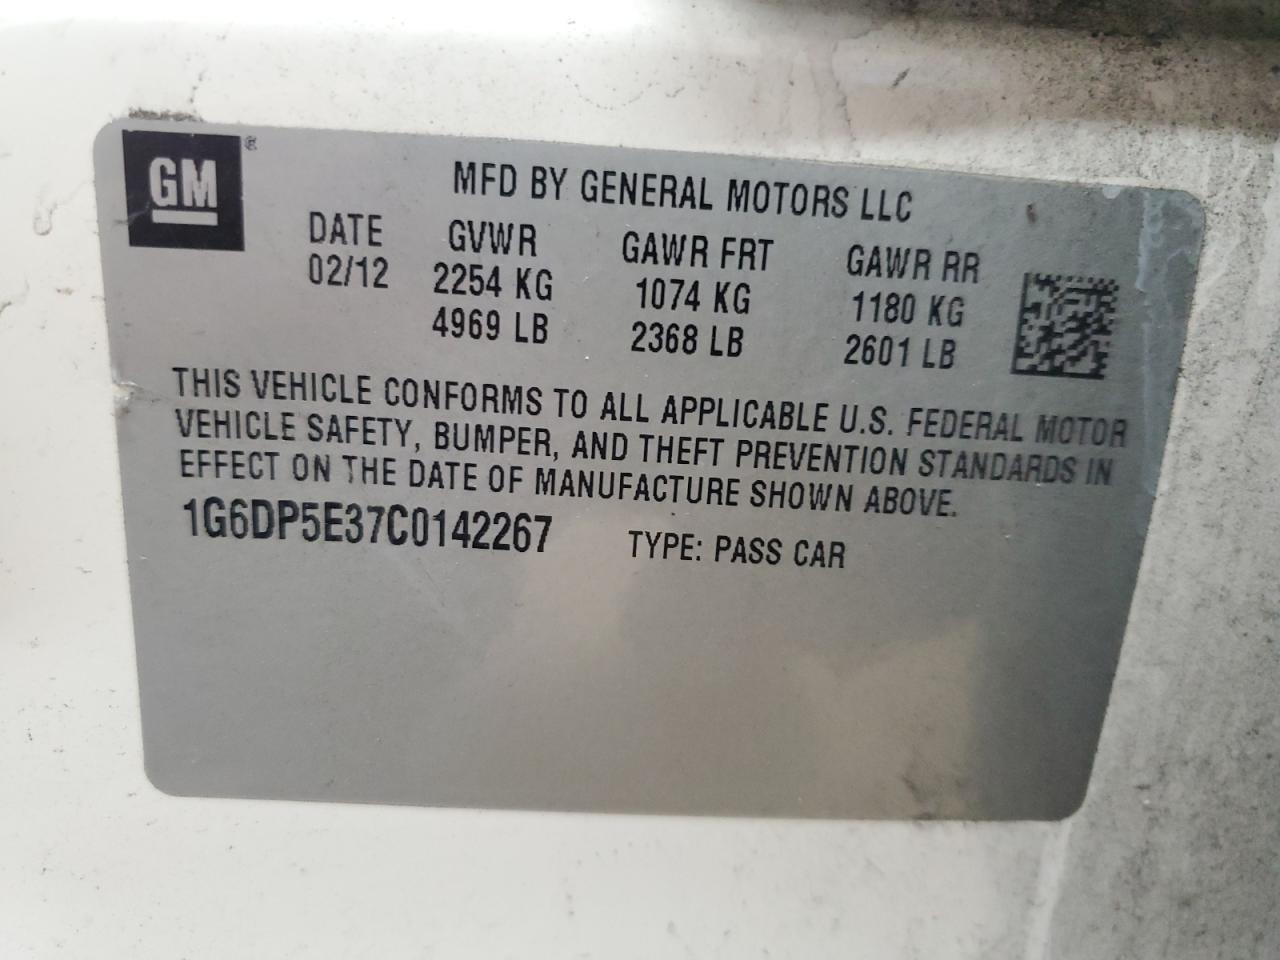 GM®
MFD BY GENERAL MOTORS LLC
DATE GVWR GAWR FRT GAWR RR
02/12 2254 KG 1074 KG 1180 KG
4969 LB 2368 LB 2601 LB
THIS VEHICLE CONFORMS TO ALL APPLICABLE U.S. FEDERAL MOTOR
VEHICLE SAFETY, BUMPER, AND THEFT PREVENTION STANDARDS IN
EFFECT ON THE DATE OF MANUFACTURE SHOWN ABOVE.
1G6DP5E37C0142267 TYPE: PASS CAR